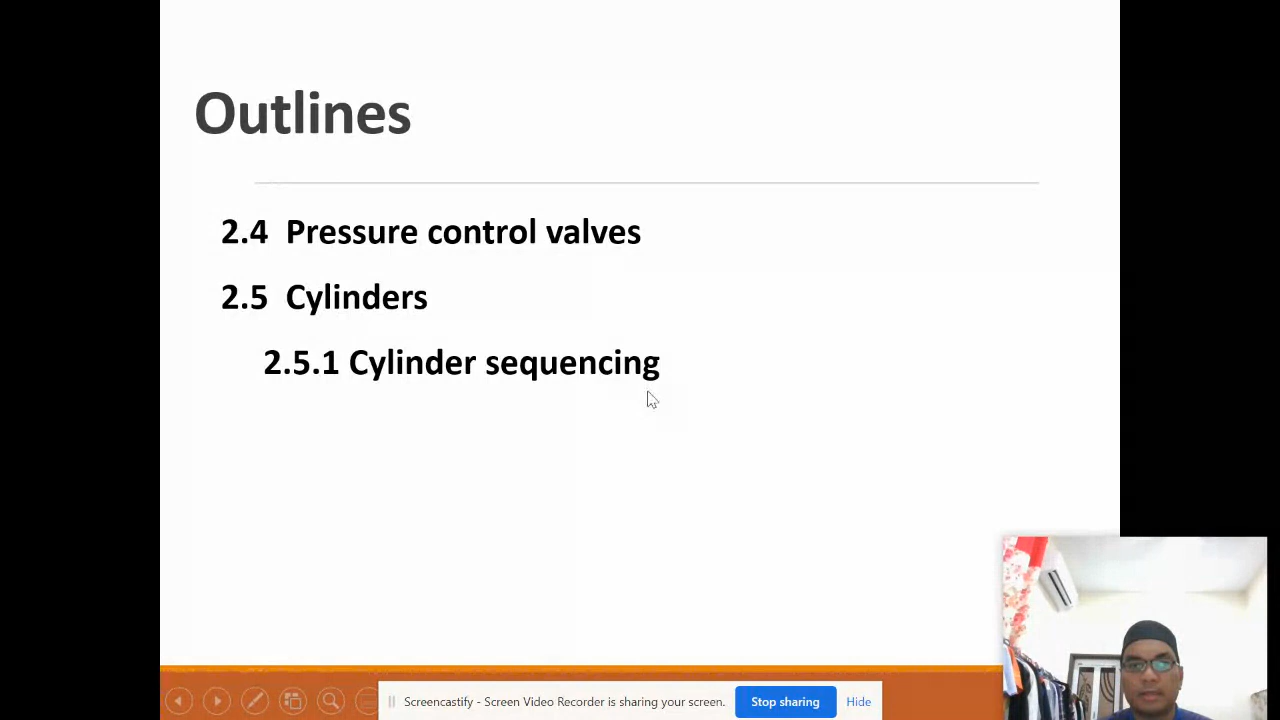 Outlines
2.4 Pressure control valves
2.5 Cylinders
2.5.1 Cylinder sequencing
Screencastify - Screen Video Recorder is sharing your screen. Stop sharing Hide